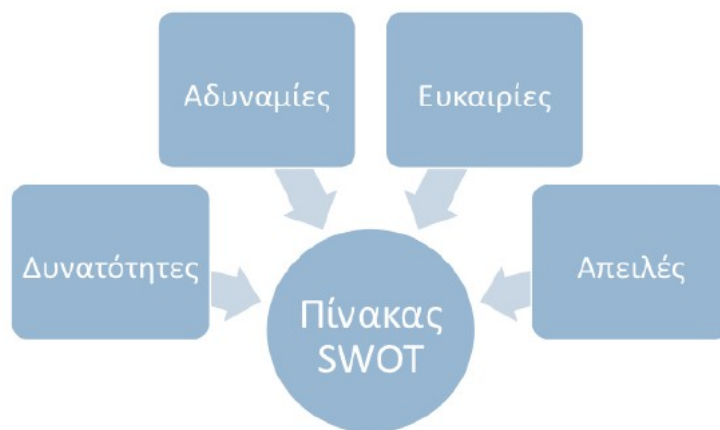 Αδυναμίες
Ευκαιρίες
Δυνατότητες
Απειλές
Πίνακας
SWOT